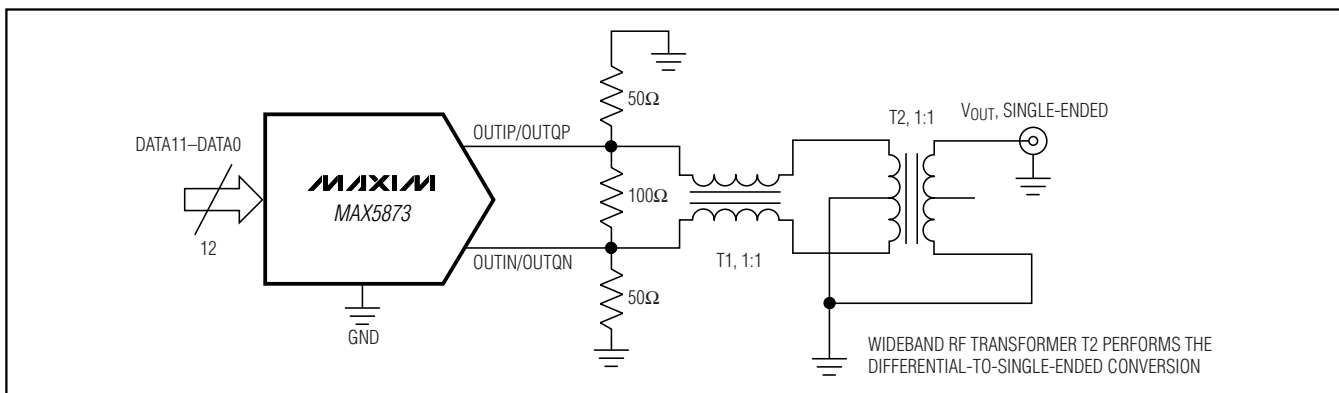 50Ω
T2, 1:1
VOUT, SINGLE-ENDED
DATA11–DATA0
OUTIP/OUTQP
MAXIM
MAX5873
100Ω
12
OUTIN/OUTQN
T1, 1:1
50Ω
GND
WIDEBAND RF TRANSFORMER T2 PERFORMS THE
DIFFERENTIAL-TO-SINGLE-ENDED CONVERSION